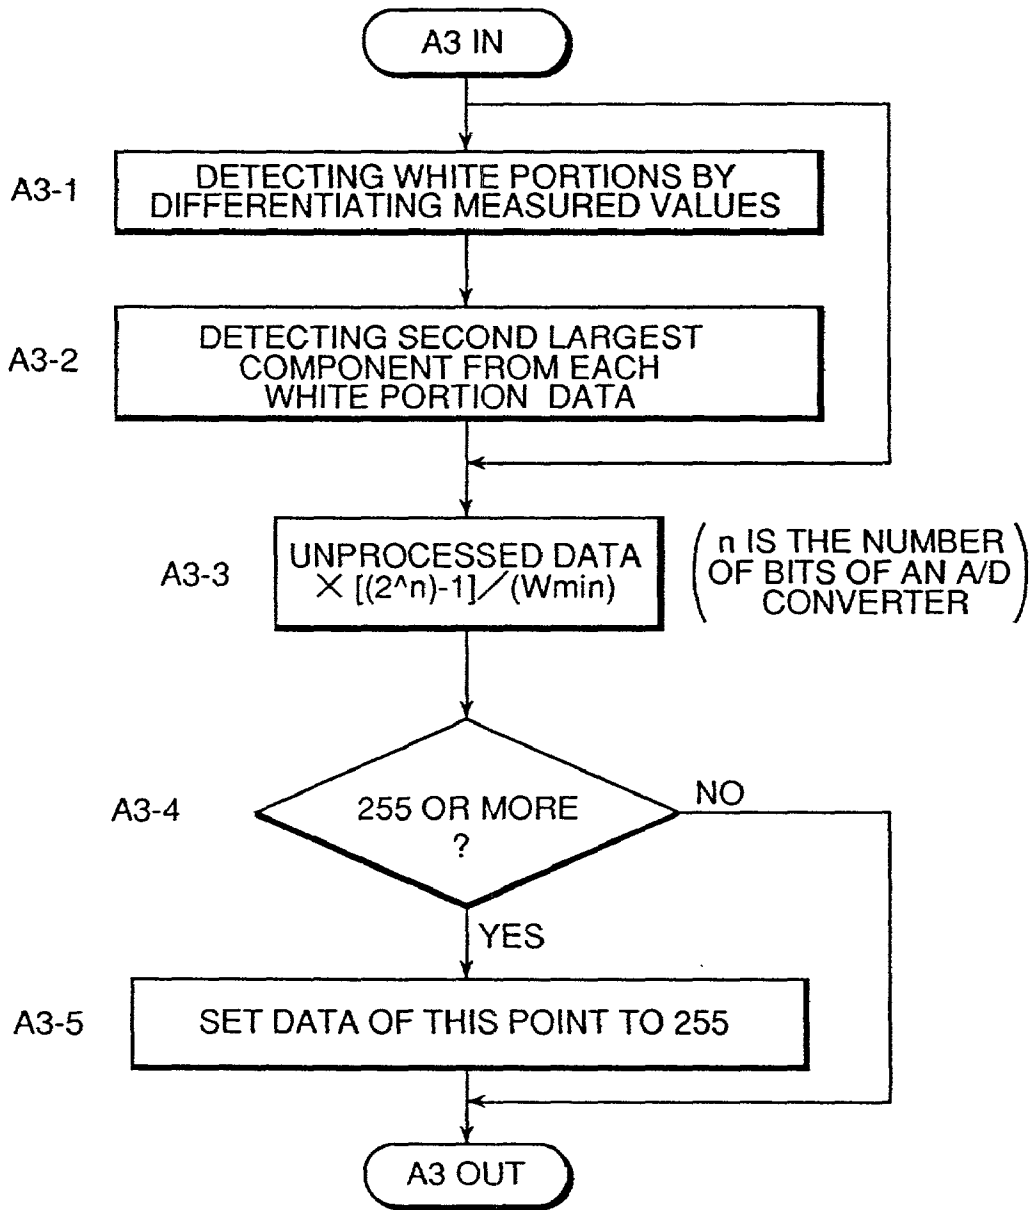 A3 IN
A3-1
DETECTING WHITE PORTIONS BY
DIFFERENTIATING MEASURED VALUES
A3-2
DETECTING SECOND LARGEST
COMPONENT FROM EACH
WHITE PORTION DATA
A3-3
UNPROCESSED DATA
× [(2^n)-1]／(Wmin)
(n IS THE NUMBER
OF BITS OF AN A/D
CONVERTER)
A3-4
255 OR MORE
?
NO
YES
A3-5
SET DATA OF THIS POINT TO 255
A3 OUT